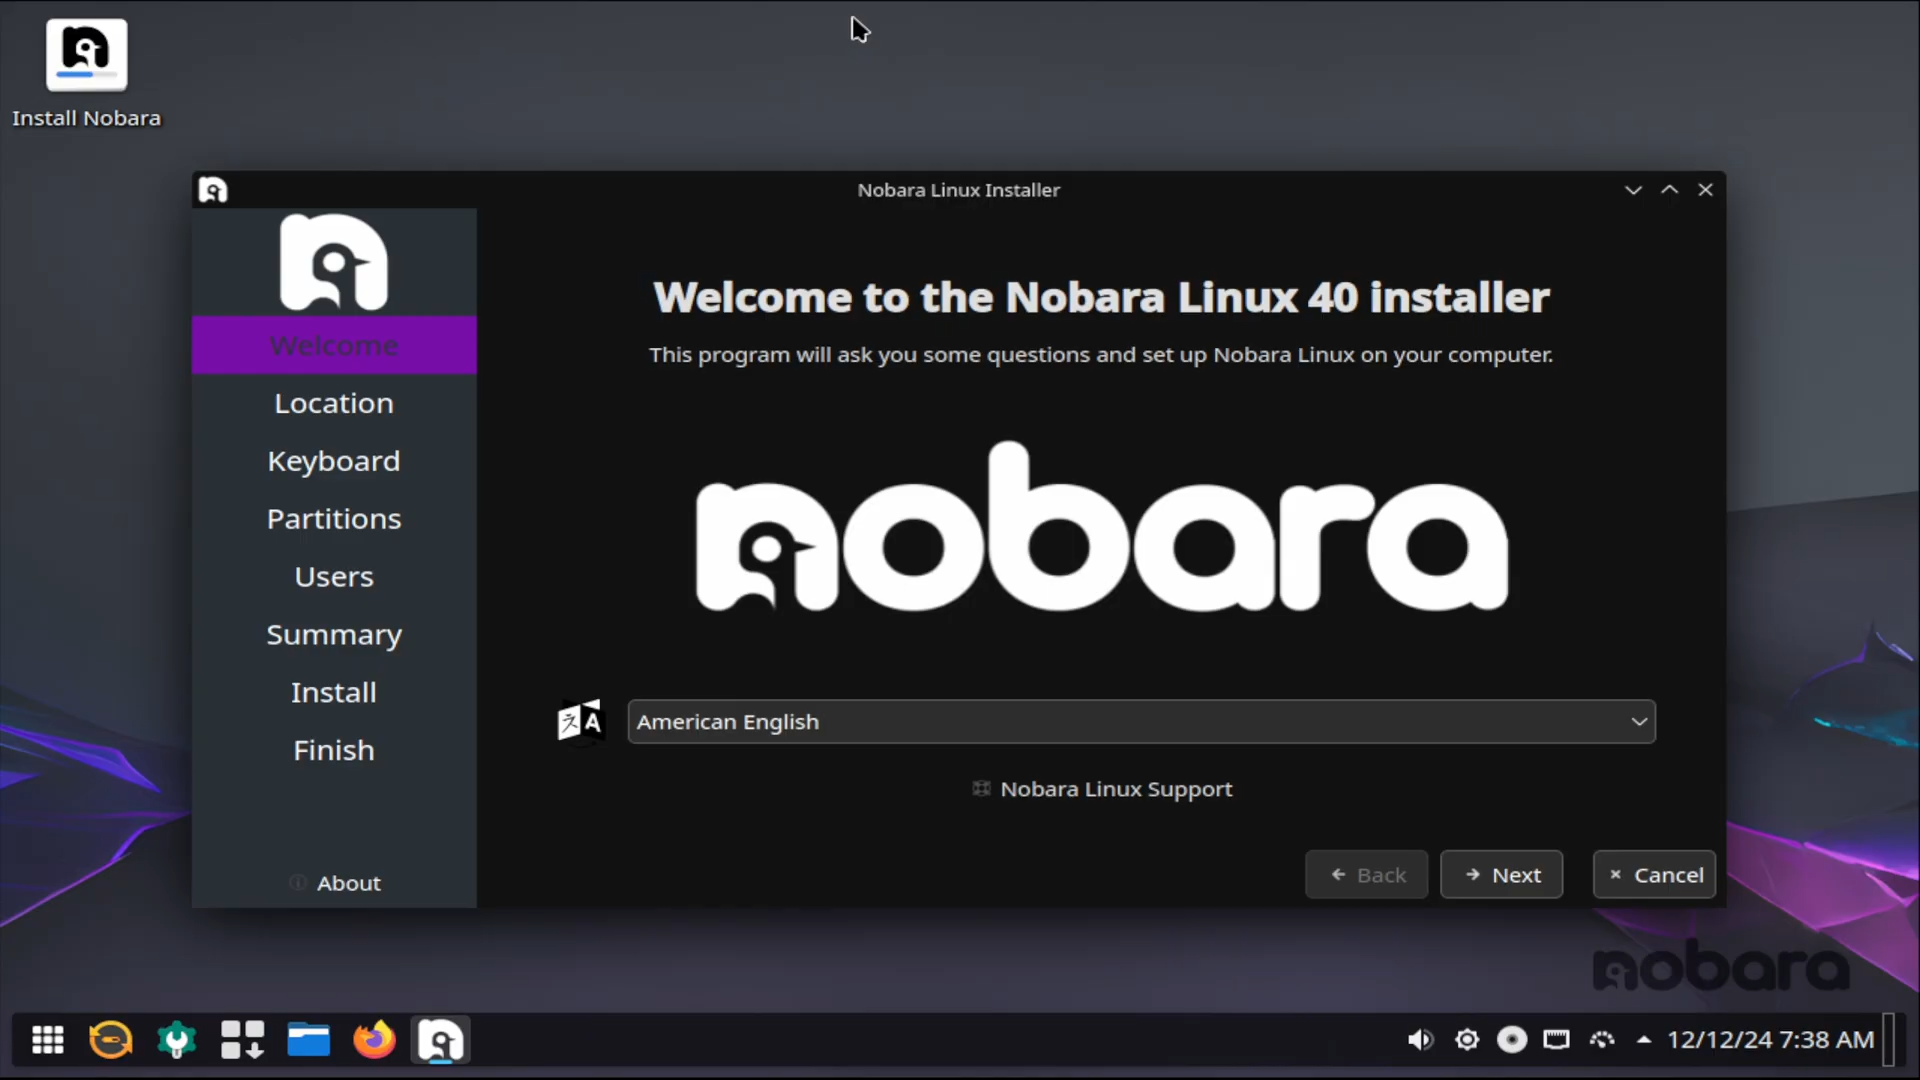 Install Nobara
Nobara Linux Installer
Welcome
Location
Keyboard
Partitions
Users
Summary
Install
Finish
About
Welcome to the Nobara Linux 40 installer
This program will ask you some questions and set up Nobara Linux on your computer.
nobara
American English
Nobara Linux Support
Back
Next
Cancel
nobara
12/12/24 7:38 AM